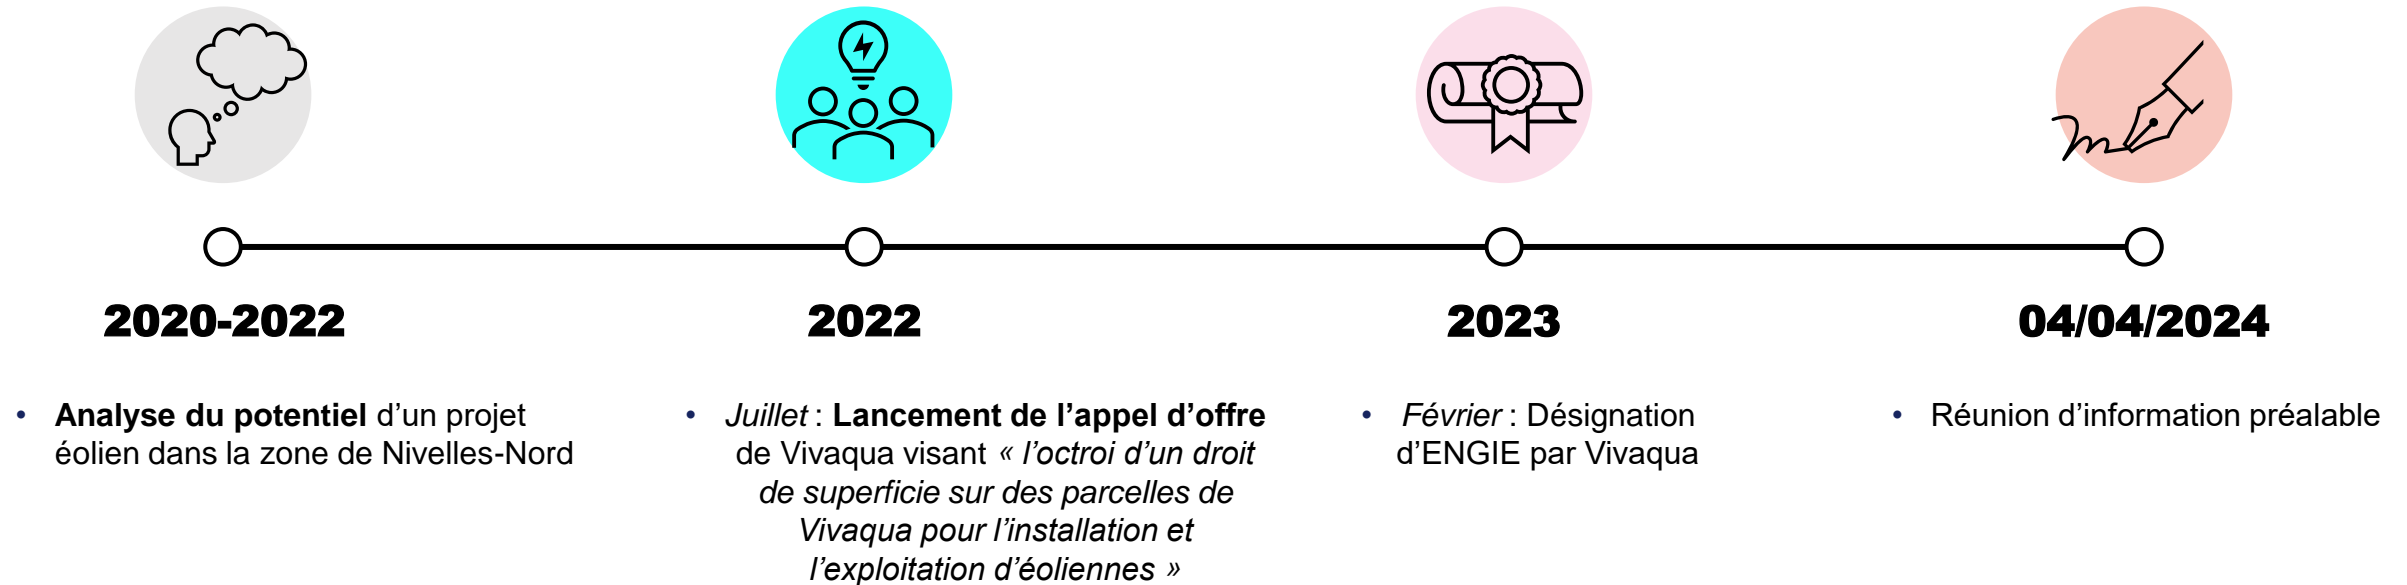 2020-2022
• Analyse du potentiel d’un projet
éolien dans la zone de Nivelles-Nord
2022
• Juillet : Lancement de l’appel d’offre
de Vivaqua visant « l’octroi d’un droit
de superficie sur des parcelles de
Vivaqua pour l’installation et
l’exploitation d’éoliennes »
2023
• Février : Désignation
d’ENGIE par Vivaqua
04/04/2024
• Réunion d’information préalable